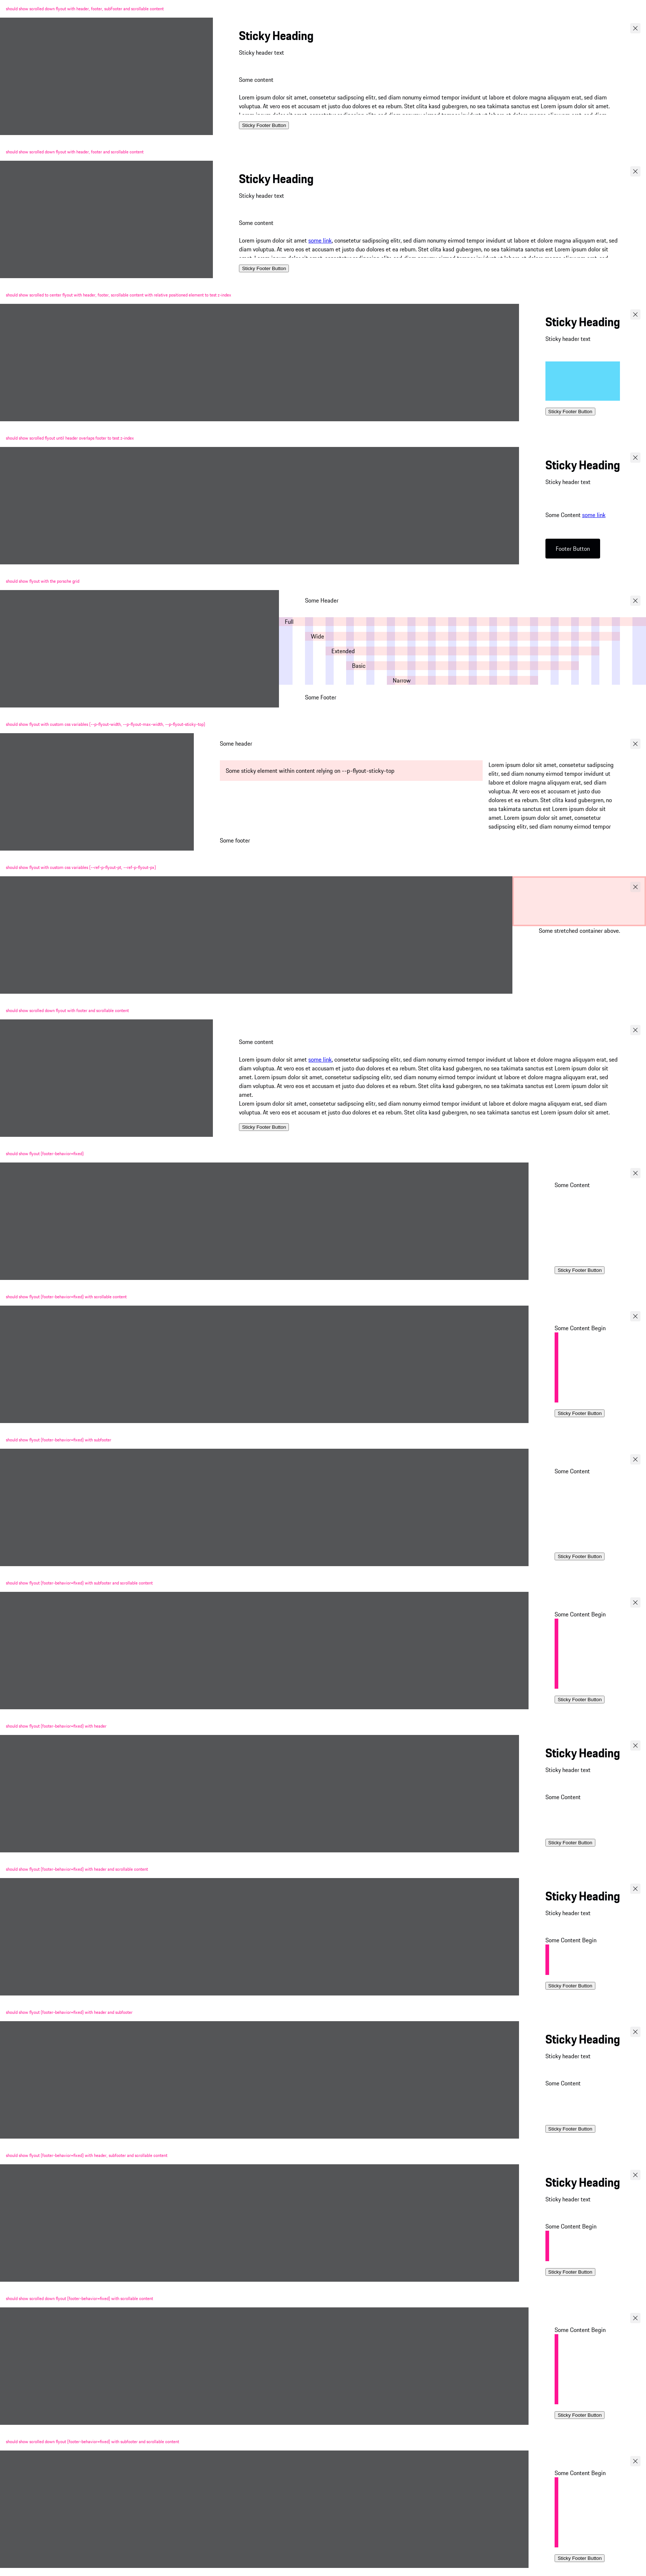 should show scrolled down flyout with header, footer, subFooter and scrollable content
Sticky Heading
Sticky header text
Some content
Lorem ipsum dolor sit amet, consetetur sadipscing elitr, sed diam nonumy eirmod tempor invidunt ut labore et dolore magna aliquyam erat, sed diam
voluptua. At vero eos et accusam et justo duo dolores et ea rebum. Stet clita kasd gubergren, no sea takimata sanctus est Lorem ipsum dolor sit amet.
Sticky Footer Button
should show scrolled down flyout with header, footer and scrollable content
Sticky Heading
Sticky header text
Some content
Lorem ipsum dolor sit amet some link, consetetur sadipscing elitr, sed diam nonumy eirmod tempor invidunt ut labore et dolore magna aliquyam erat, sed
diam voluptua. At vero eos et accusam et justo duo dolores et ea rebum. Stet clita kasd gubergren, no sea takimata sanctus est Lorem ipsum dolor sit
Sticky Footer Button
should show scrolled to center flyout with header, footer, scrollable content with relative positioned element to test z-index
Sticky Heading
Sticky header text
Sticky Footer Button
should show scrolled flyout until header overlaps footer to test z-index
Sticky Heading
Sticky header text
Some Content some link
Footer Button
should show flyout with the porsche grid
Some Header
Full
Wide
Extended
Basic
Narrow
Some Footer
should show flyout with custom css variables (--p-flyout-width, --p-flyout-max-width, --p-flyout-sticky-top)
Some header
Some sticky element within content relying on --p-flyout-sticky-top
Lorem ipsum dolor sit amet, consetetur sadipscing
elitr, sed diam nonumy eirmod tempor invidunt ut
labore et dolore magna aliquyam erat, sed diam
voluptua. At vero eos et accusam et justo duo
dolores et ea rebum. Stet clita kasd gubergren, no
sea takimata sanctus est Lorem ipsum dolor sit
amet. Lorem ipsum dolor sit amet, consetetur
sadipscing elitr, sed diam nonumy eirmod tempor
Some footer
should show flyout with custom css variables (--ref-p-flyout-pt, --ref-p-flyout-px)
Some stretched container above.
should show scrolled down flyout with footer and scrollable content
Some content
Lorem ipsum dolor sit amet some link, consetetur sadipscing elitr, sed diam nonumy eirmod tempor invidunt ut labore et dolore magna aliquyam erat, sed
diam voluptua. At vero eos et accusam et justo duo dolores et ea rebum. Stet clita kasd gubergren, no sea takimata sanctus est Lorem ipsum dolor sit
amet. Lorem ipsum dolor sit amet, consetetur sadipscing elitr, sed diam nonumy eirmod tempor invidunt ut labore et dolore magna aliquyam erat, sed
diam voluptua. At vero eos et accusam et justo duo dolores et ea rebum. Stet clita kasd gubergren, no sea takimata sanctus est Lorem ipsum dolor sit
amet.
Lorem ipsum dolor sit amet, consetetur sadipscing elitr, sed diam nonumy eirmod tempor invidunt ut labore et dolore magna aliquyam erat, sed diam
voluptua. At vero eos et accusam et justo duo dolores et ea rebum. Stet clita kasd gubergren, no sea takimata sanctus est Lorem ipsum dolor sit amet.
Sticky Footer Button
should show flyout (footer-behavior=fixed)
Some Content
Sticky Footer Button
should show flyout (footer-behavior=fixed) with scrollable content
Some Content Begin
Sticky Footer Button
should show flyout (footer-behavior=fixed) with subfooter
Some Content
Sticky Footer Button
should show flyout (footer-behavior=fixed) with subfooter and scrollable content
Some Content Begin
Sticky Footer Button
should show flyout (footer-behavior=fixed) with header
Sticky Heading
Sticky header text
Some Content
Sticky Footer Button
should show flyout (footer-behavior=fixed) with header and scrollable content
Sticky Heading
Sticky header text
Some Content Begin
Sticky Footer Button
should show flyout (footer-behavior=fixed) with header and subfooter
Sticky Heading
Sticky header text
Some Content
Sticky Footer Button
should show flyout (footer-behavior=fixed) with header, subfooter and scrollable content
Sticky Heading
Sticky header text
Some Content Begin
Sticky Footer Button
should show scrolled down flyout (footer-behavior=fixed) with scrollable content
Some Content Begin
Sticky Footer Button
should show scrolled down flyout (footer-behavior=fixed) with subfooter and scrollable content
Some Content Begin
Sticky Footer Button